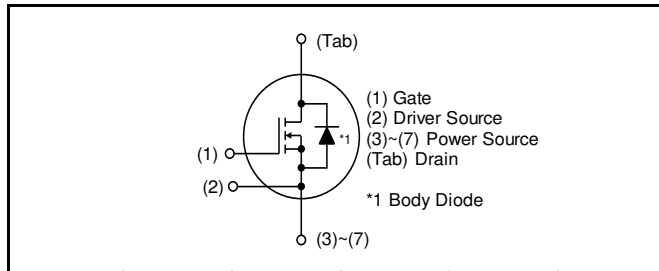 (Tab)
(1) Gate
(2) Driver Source
(3)~(7) Power Source
(Tab) Drain
*1
(1)
(2)
*1 Body Diode
(3)~(7)